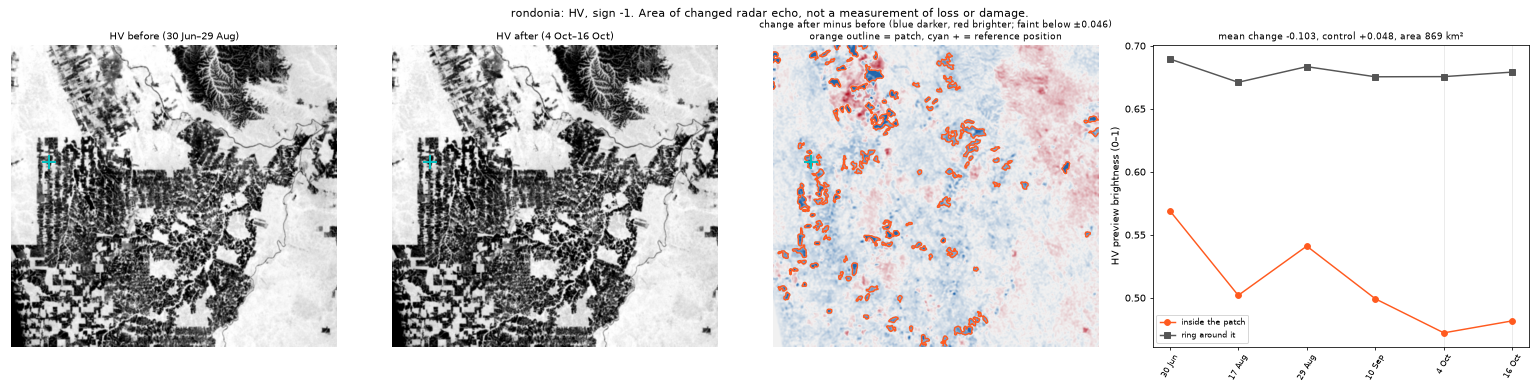 rondonia: HV, sign -1. Area of changed radar echo, not a measurement of loss or damage.
HV before (30 Jun–29 Aug)
HV after (4 Oct–16 Oct)
change after minus before (blue darker, red brighter; faint below ±0.046)
orange outline = patch, cyan + = reference position
mean change -0.103, control +0.048, area 869 km²
HV preview brightness (0–1)
0.70
0.65
0.60
0.55
0.50
inside the patch
ring around it
30 Jun
17 Aug
29 Aug
10 Sep
4 Oct
16 Oct